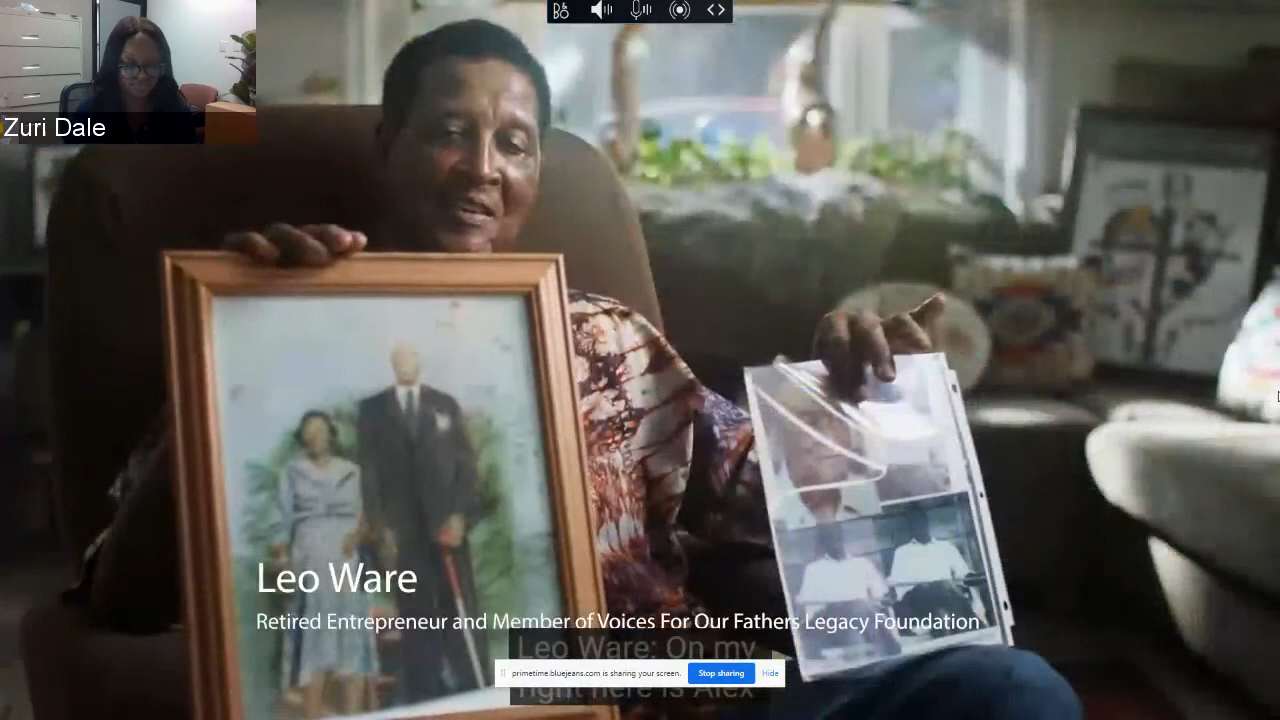 Zuri Dale
Leo Ware
Retired Entrepreneur and Member of Voices For Our Fathers Legacy Foundation
Leo Ware: On my
primetime.bluejeans.com is sharing your screen. Stop sharing Hide
right here is Alex